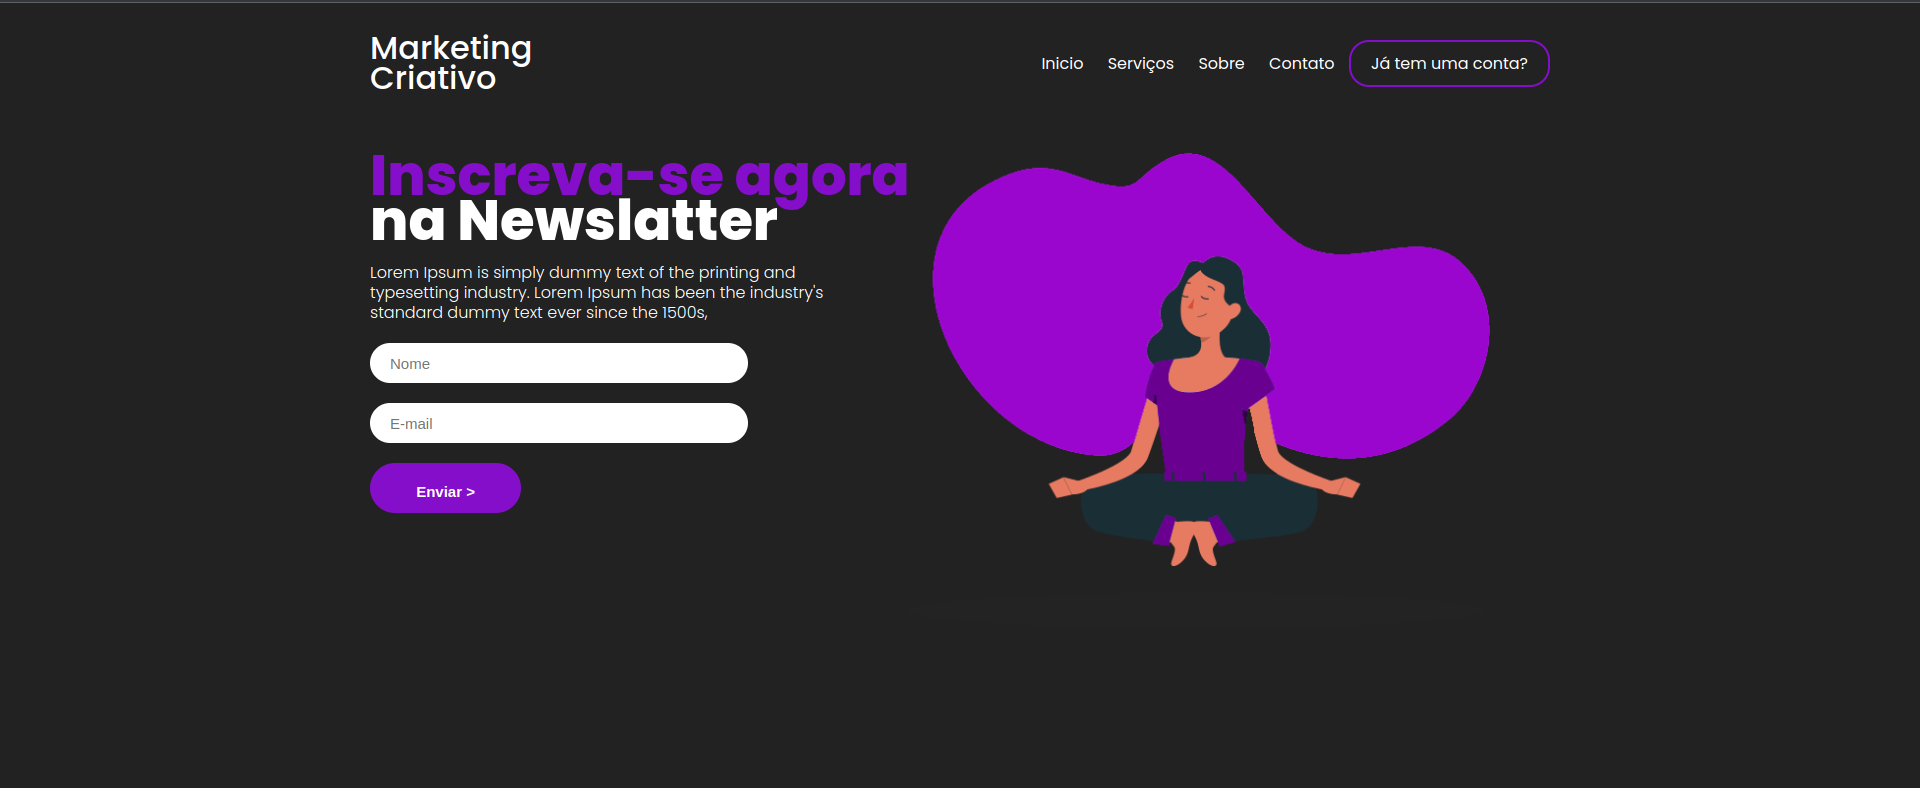 Marketing
Criativo
Inicio Serviços Sobre Contato Já tem uma conta?
Inscreva-se agora
na Newslatter
Lorem Ipsum is simply dummy text of the printing and
typesetting industry. Lorem Ipsum has been the industry's
standard dummy text ever since the 1500s,
Nome
E-mail
Enviar >